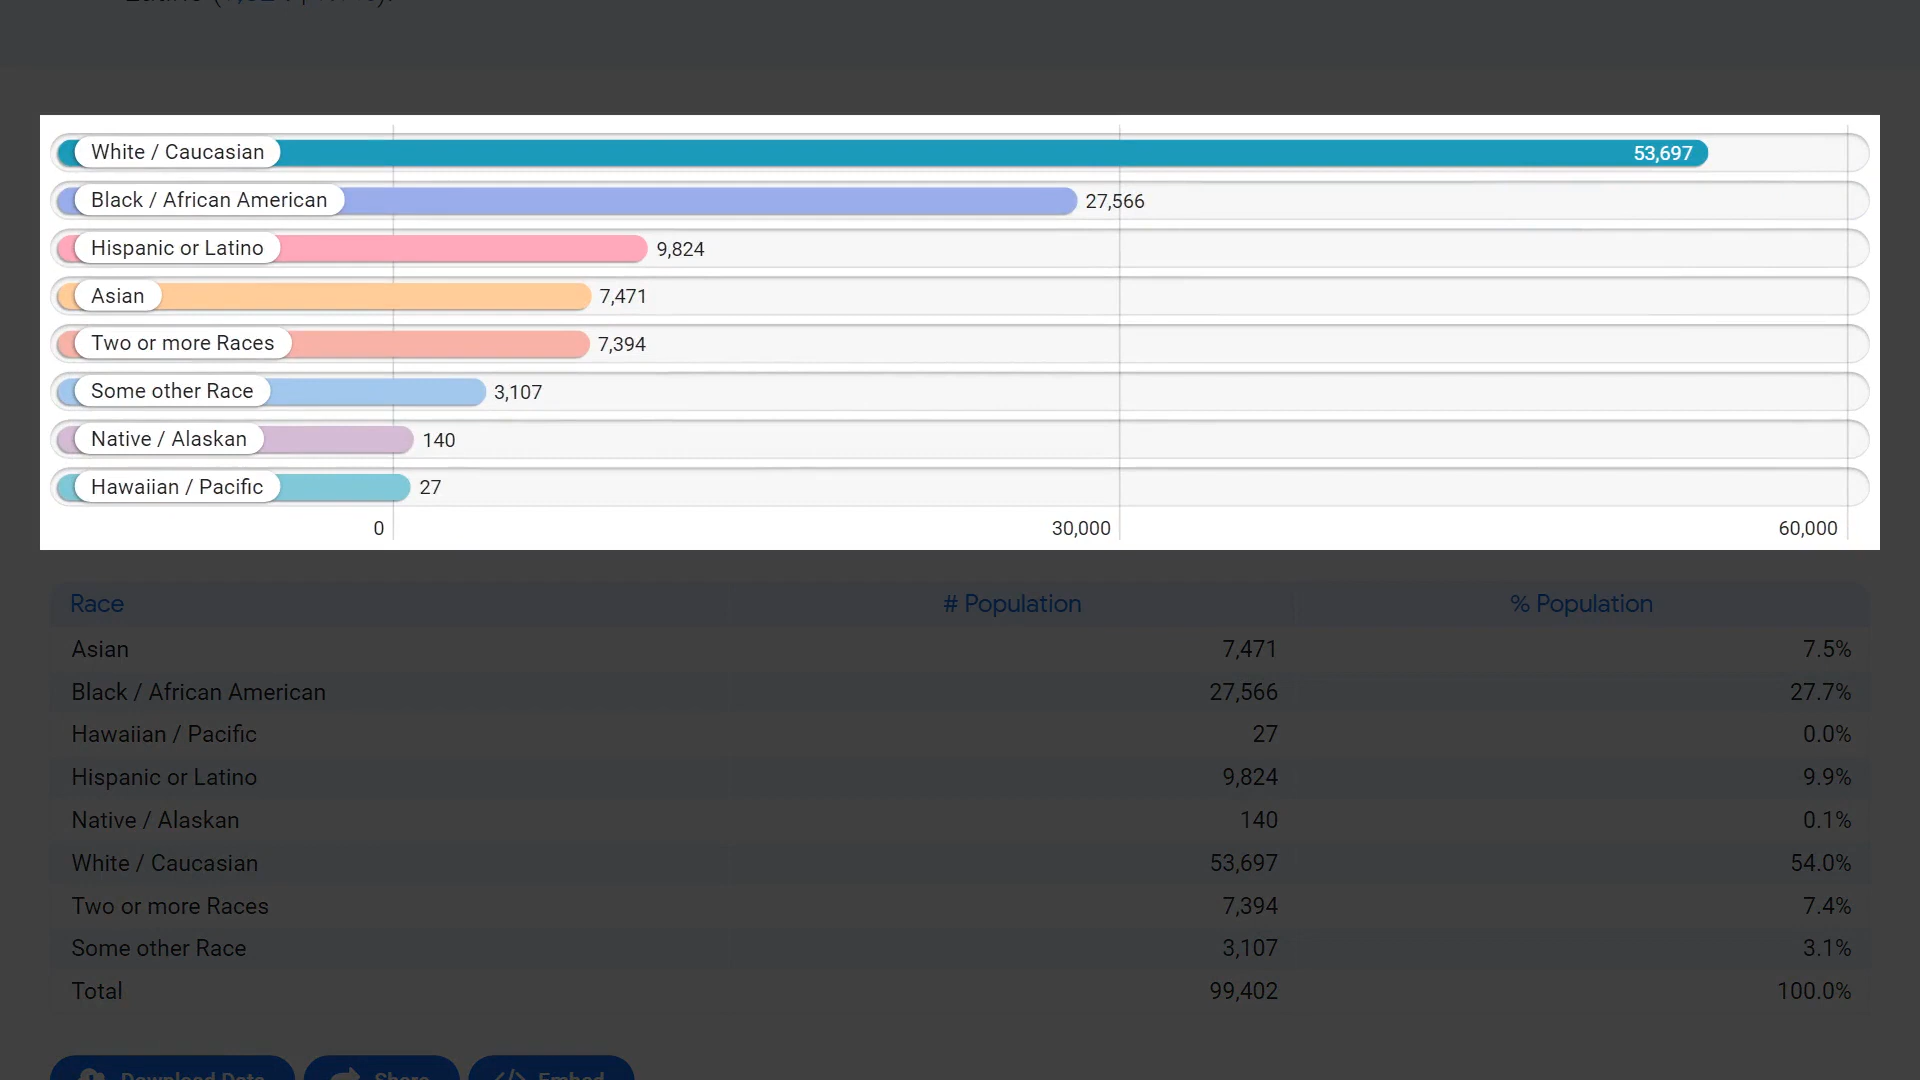 White / Caucasian 53,697
Black / African American 27,566
Hispanic or Latino 9,824
Asian 7,471
Two or more Races 7,394
Some other Race 3,107
Native / Alaskan 140
Hawaiian / Pacific 27
0 30,000 60,000
Race # Population % Population
Asian 7,471 7.5%
Black / African American 27,566 27.7%
Hawaiian / Pacific 27 0.0%
Hispanic or Latino 9,824 9.9%
Native / Alaskan 140 0.1%
White / Caucasian 53,697 54.0%
Two or more Races 7,394 7.4%
Some other Race 3,107 3.1%
Total 99,402 100.0%
Download Data Share Embed